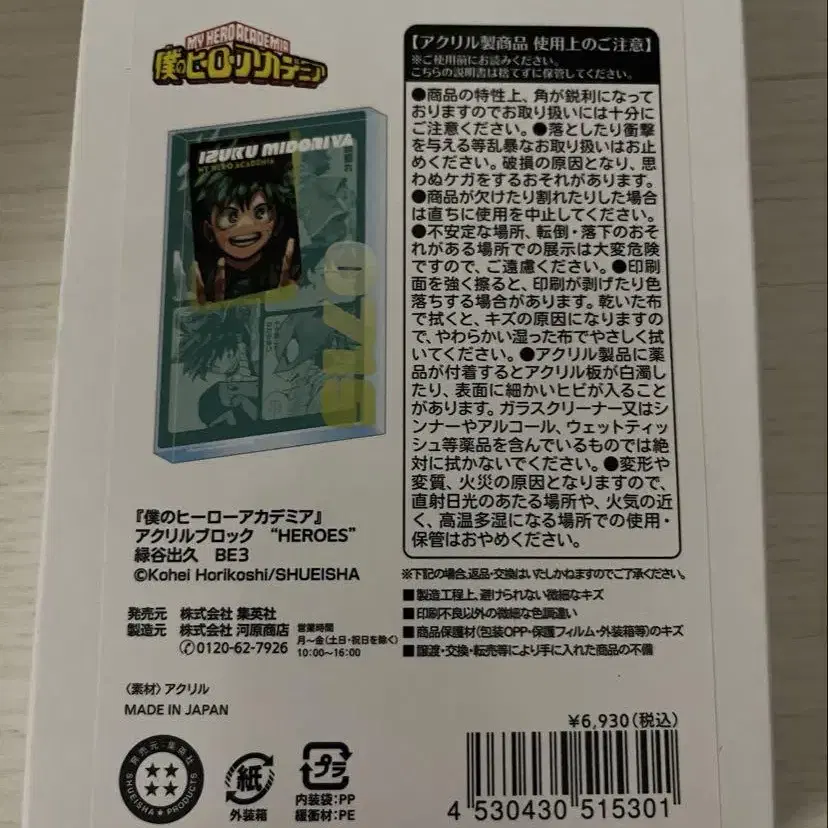 MY HERO ACADEMIA
僕のヒーローアカデミア
IZUKU MIDORIYA
MY HERO ACADEMIA
『僕のヒーローアカデミア』
アクリルブロック “HEROES”
緑谷出久 BE3
©Kohei Horikoshi/SHUEISHA
発売元 株式会社 集英社
製造元 株式会社 河原商店
0120-62-7926
営業時間
月〜金(土日・祝日を除く)
10:00〜16:00
〈素材〉アクリル
MADE IN JAPAN
発売元・集英社
SHUEISHA PRODUCTS
紙
外装箱
プラ
内装袋:PP
緩衝材:PE
【アクリル製商品 使用上のご注意】
※ご使用前にお読みください。
こちらの説明書は捨てずに保管してください。
●商品の特性上、角が鋭利になって
おりますのでお取り扱いには十分に
ご注意ください。●落としたり衝撃
を与える等乱暴なお取り扱いはお止
めください。破損の原因となり、思
わぬケガをするおそれがあります。
●商品が欠けたり割れたりした場合
は直ちに使用を中止してください。
●不安定な場所、転倒・落下のおそ
れがある場所での展示は大変危険
ですので、ご遠慮ください。●印刷
面を強く擦ると、印刷が剥げたり色
落ちする場合があります。乾いた布
で拭くと、キズの原因になりますの
で、やわらかい湿った布でやさしく拭
いてください。●アクリル製品に薬
品が付着するとアクリル板が白濁し
たり、表面に細かいヒビが入ること
があります。ガラスクリーナー又はシ
ンナーやアルコール、ウェットティッ
シュ等薬品を含んでいるものでは絶
対に拭かないでください。●変形や
変質、火災の原因となりますので、
直射日光のあたる場所や、火気の近
く、高温多湿になる場所での使用・
保管はおやめください。
※下記の場合、返品・交換はいたしかねますのでご了承ください。
■製造工程上、避けられない微細なキズ
■印刷不良以外の微細な色調違い
■商品保護材(包装OPP・保護フィルム・外装箱等)のキズ
■譲渡・交換・転売等により手に入れた商品の不備
¥6,930(税込)
4 530430 515301